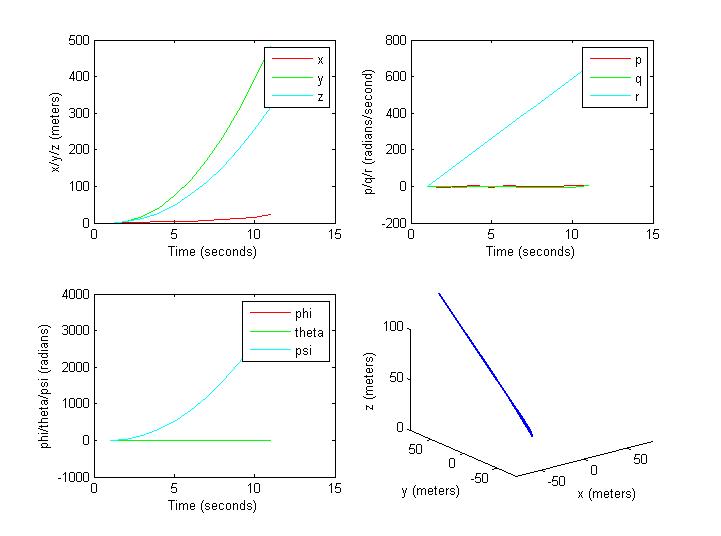 500
400
300
200
100
0
x/y/z (meters)
x
y
z
0 5 10 15
Time (seconds)
800
600
400
200
0
-200
p/q/r (radians/second)
p
q
r
0 5 10 15
Time (seconds)
4000
3000
2000
1000
0
-1000
phi/theta/psi (radians)
phi
theta
psi
0 5 10 15
Time (seconds)
100
50
0
z (meters)
50
0
-50
y (meters)
-50
0
50
x (meters)